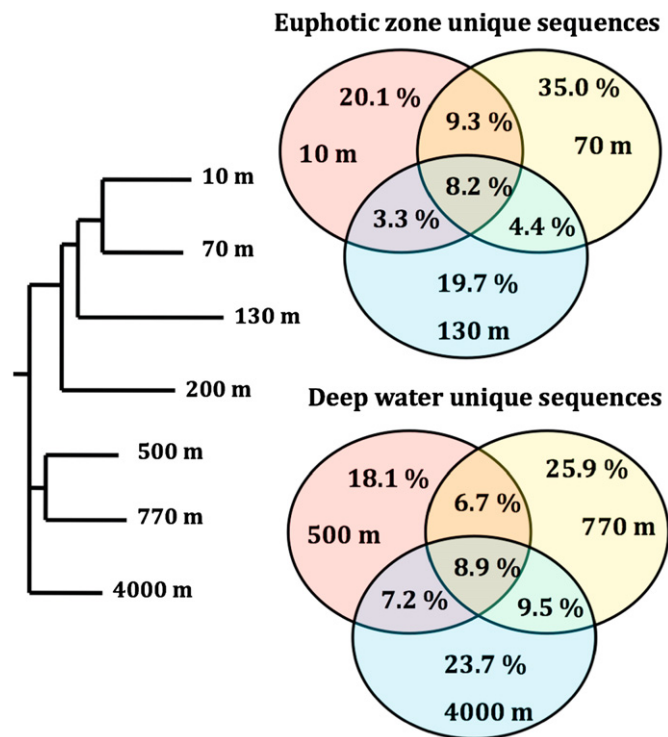 Euphotic zone unique sequences
20.1 %
35.0 %
9.3 %
10 m
70 m
8.2 %
3.3 %
4.4 %
19.7 %
130 m
10 m
70 m
130 m
200 m
500 m
770 m
4000 m
Deep water unique sequences
18.1 %
25.9 %
6.7 %
500 m
770 m
8.9 %
7.2 %
9.5 %
23.7 %
4000 m